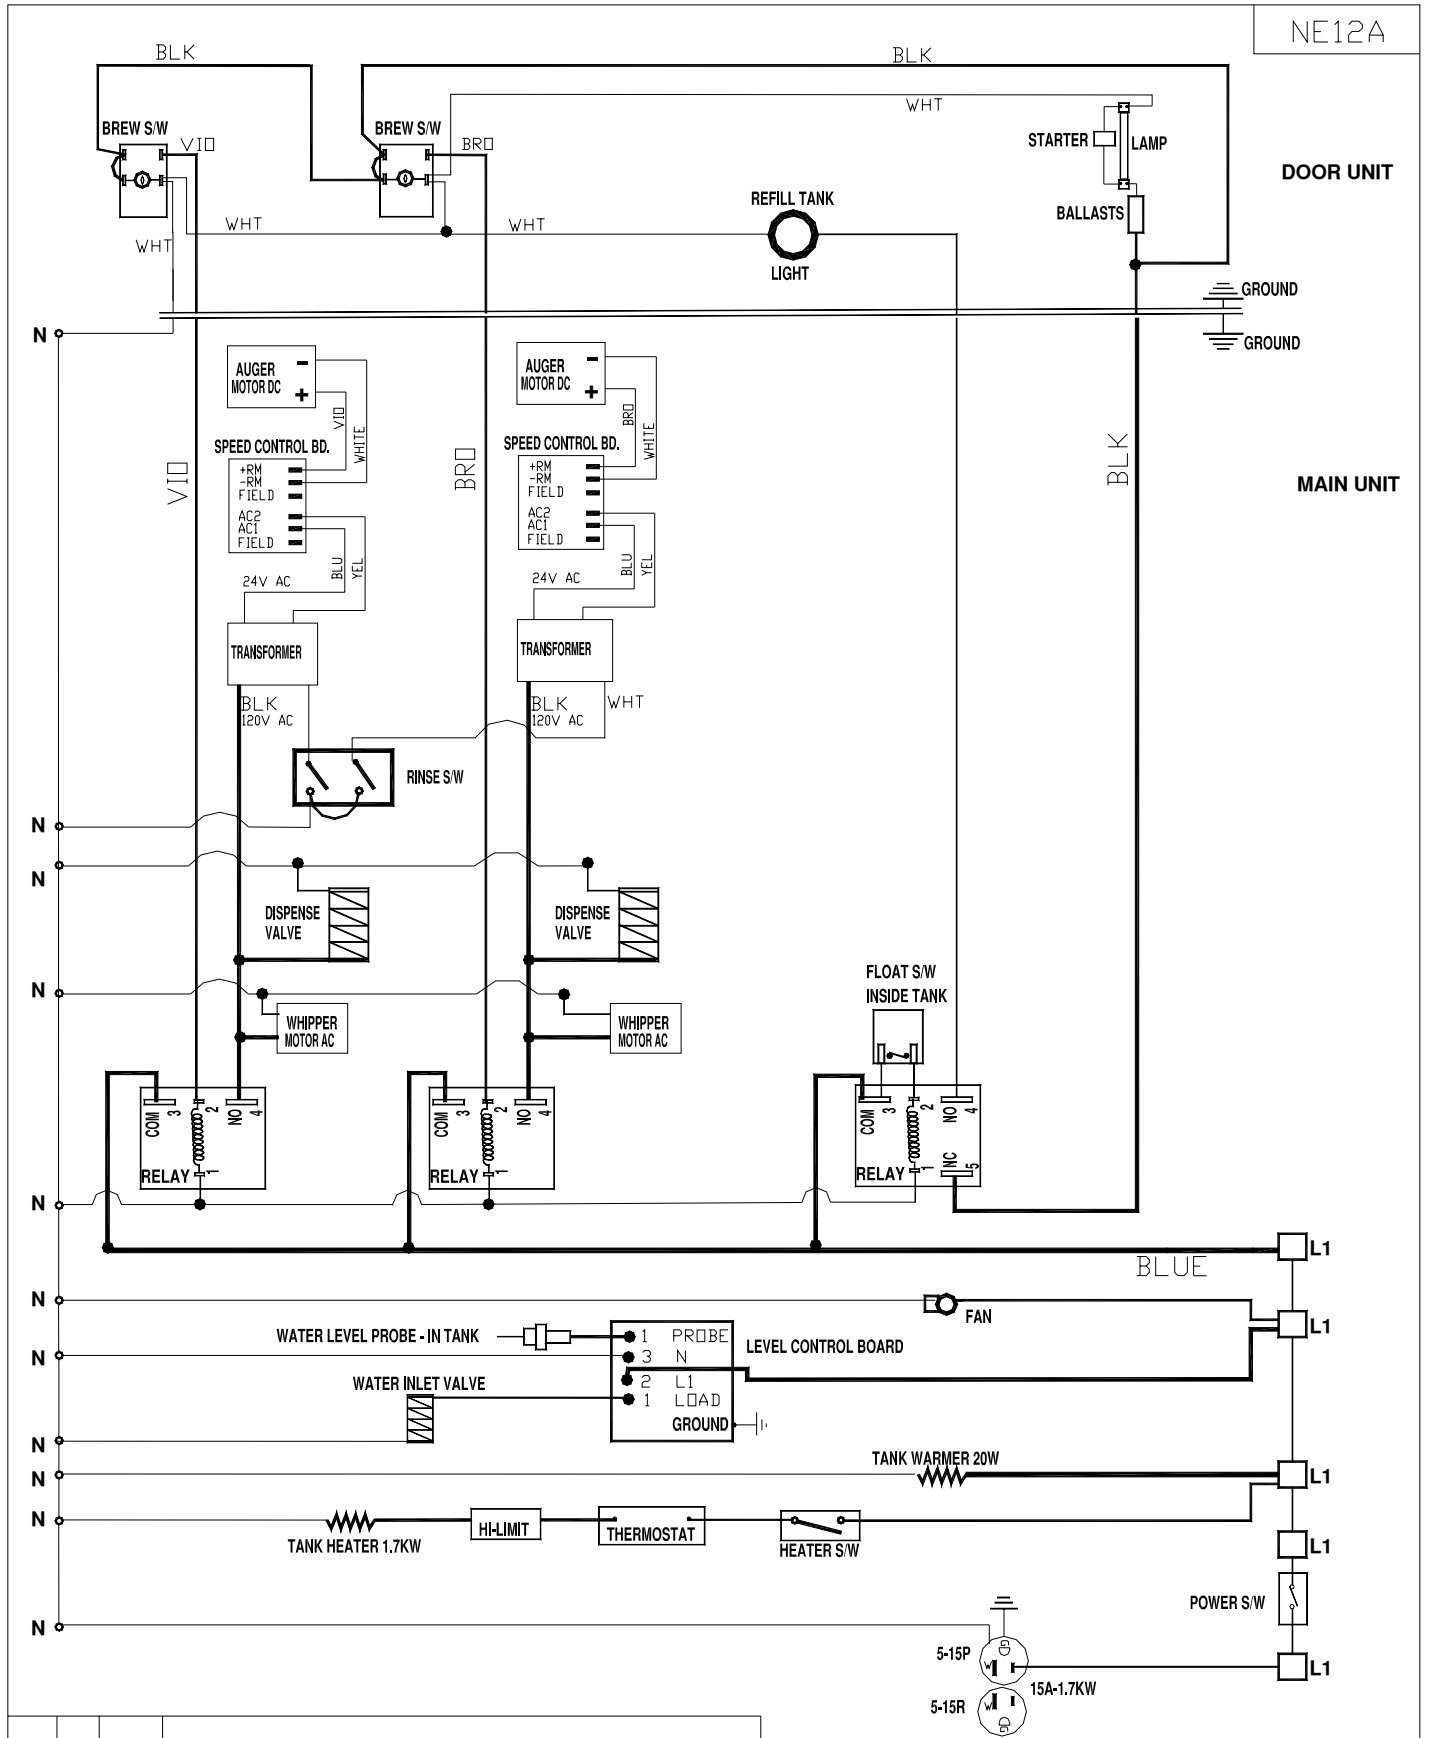 NE12A
BLK
BLK
WHT
BREW S/W
VIO
BREW S/W
BRO
STARTER
LAMP
DOOR UNIT
REFILL TANK
LIGHT
BALLASTS
WHT
WHT
WHT
GROUND
GROUND
N
AUGER
MOTOR DC
-
+
VIO
WHITE
AUGER
MOTOR DC
-
+
BRO
WHITE
SPEED CONTROL BD.
+RM
-RM
FIELD
AC2
AC1
FIELD
SPEED CONTROL BD.
+RM
-RM
FIELD
AC2
AC1
FIELD
VIO
BRO
BLK
MAIN UNIT
24V AC
BLU
YEL
24V AC
BLU
YEL
TRANSFORMER
TRANSFORMER
BLK
120V AC
BLK
120V AC
WHT
RINSE S/W
N
N
DISPENSE
VALVE
DISPENSE
VALVE
N
WHIPPER
MOTOR AC
WHIPPER
MOTOR AC
FLOAT S/W
INSIDE TANK
COM
3
2
NO
4
1
RELAY
COM
3
2
NO
4
1
RELAY
COM
3
2
NO
4
NC
5
1
RELAY
N
L1
BLUE
N
FAN
L1
WATER LEVEL PROBE - IN TANK
1 PROBE
3 N
2 L1
1 LOAD
GROUND
LEVEL CONTROL BOARD
N
WATER INLET VALVE
N
TANK WARMER 20W
N
L1
N
TANK HEATER 1.7KW
HI-LIMIT
THERMOSTAT
HEATER S/W
L1
POWER S/W
N
5-15P
GD
W
15A-1.7KW
L1
5-15R
W
GD